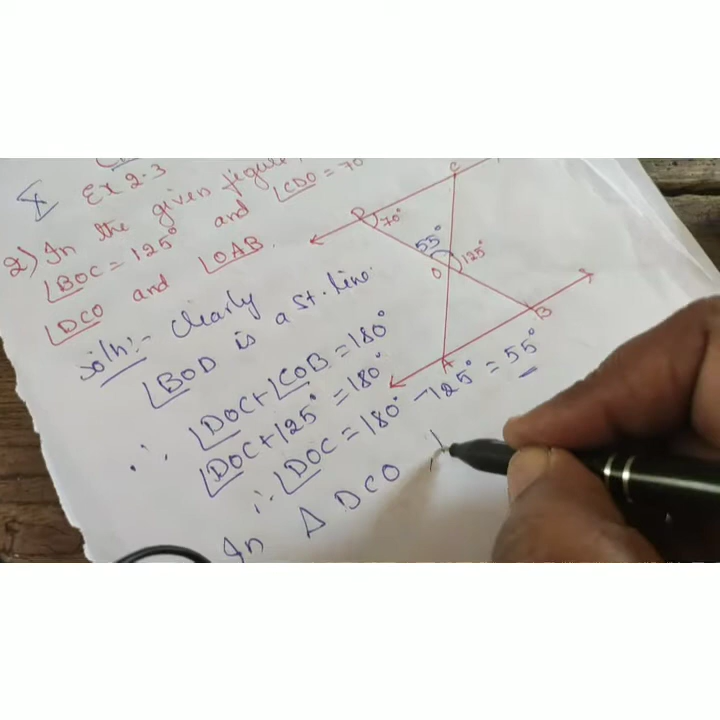 X Ex 2.3
2) In the given figure,
∠BOC = 125° and ∠CDO = 70
∠DCO and ∠OAB.
Soln:- Clearly
∠BOD is a st. line.
∴ ∠DOC + ∠COB = 180°
∠DOC + 125° = 180°
∴ ∠DOC = 180° - 125° = 55°
In Δ DCO
C
D
70°
55°
O
125°
B
A